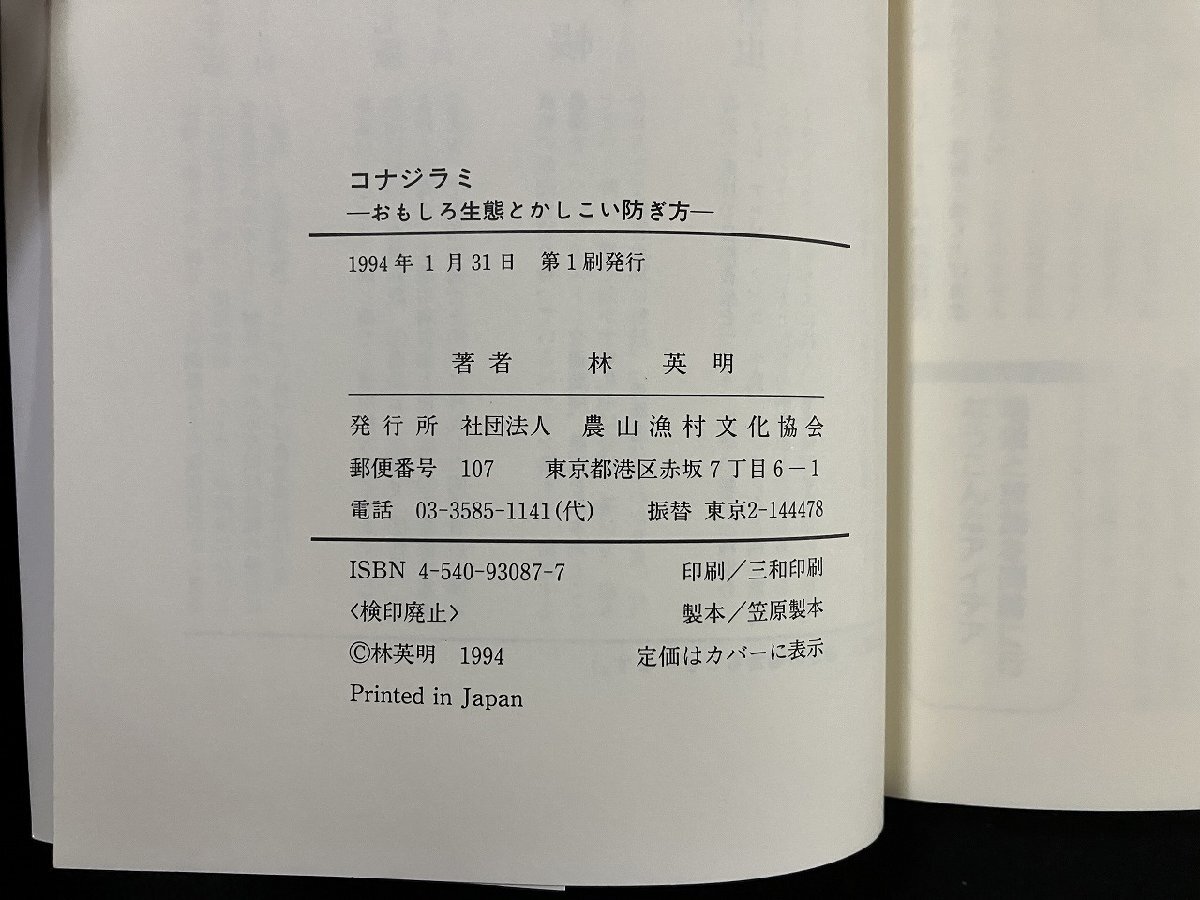 コナジラミ
―おもしろ生態とかしこい防ぎ方―
1994年1月31日 第1刷発行
著者 林 英明
発行所 社団法人 農山漁村文化協会
郵便番号 107 東京都港区赤坂7丁目6－1
電話 03-3585-1141(代) 振替 東京2-144478
ISBN 4-540-93087-7 印刷／三和印刷
〈検印廃止〉 製本／笠原製本
©林英明 1994 定価はカバーに表示
Printed in Japan